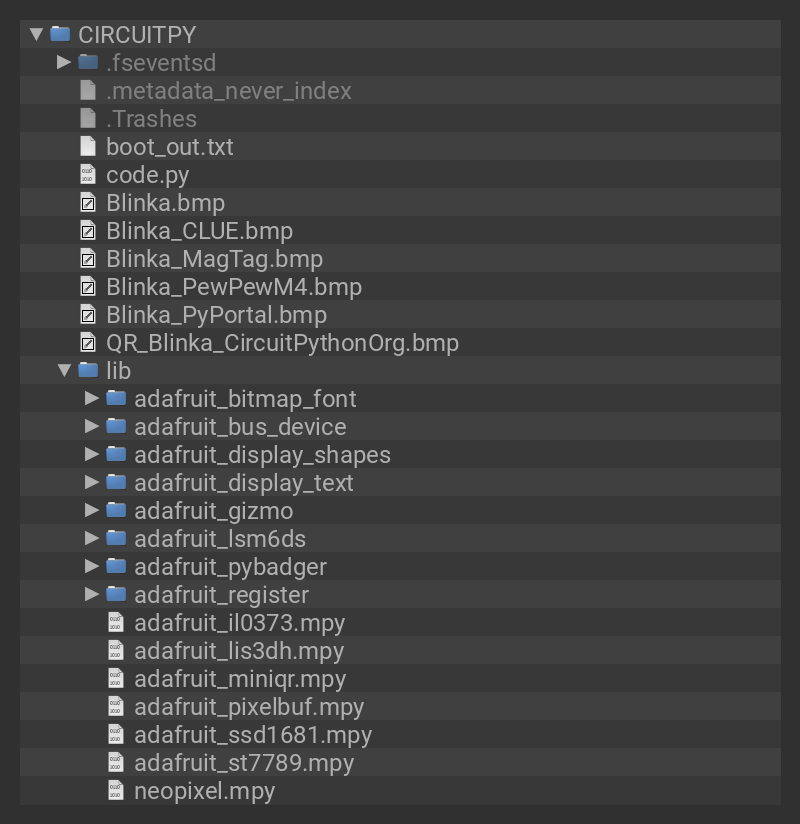 CIRCUITPY
.fseventsd
.metadata_never_index
.Trashes
boot_out.txt
code.py
Blinka.bmp
Blinka_CLUE.bmp
Blinka_MagTag.bmp
Blinka_PewPewM4.bmp
Blinka_PyPortal.bmp
QR_Blinka_CircuitPythonOrg.bmp
lib
adafruit_bitmap_font
adafruit_bus_device
adafruit_display_shapes
adafruit_display_text
adafruit_gizmo
adafruit_lsm6ds
adafruit_pybadger
adafruit_register
adafruit_il0373.mpy
adafruit_lis3dh.mpy
adafruit_miniqr.mpy
adafruit_pixelbuf.mpy
adafruit_ssd1681.mpy
adafruit_st7789.mpy
neopixel.mpy